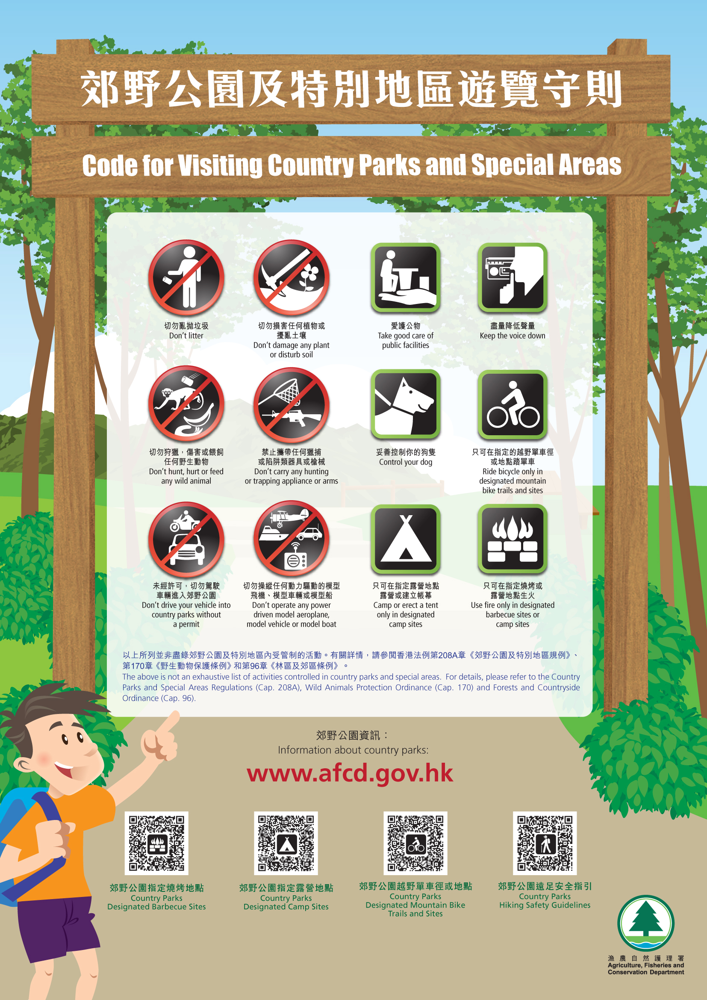 郊野公園及特別地區遊覽守則
Code for Visiting Country Parks and Special Areas
切勿亂拋垃圾
Don't litter
切勿損害任何植物或
擾亂土壤
Don't damage any plant
or disturb soil
愛護公物
Take good care of
public facilities
盡量降低聲量
Keep the voice down
切勿狩獵，傷害或餵飼
任何野生動物
Don't hunt, hurt or feed
any wild animal
禁止攜帶任何獵捕
或陷阱類器具或槍械
Don't carry any hunting
or trapping appliance or arms
妥善控制你的狗隻
Control your dog
只可在指定的越野單車徑
或地點踏單車
Ride bicycle only in
designated mountain
bike trails and sites
未經許可，切勿駕駛
車輛進入郊野公園
Don't drive your vehicle into
country parks without
a permit
切勿操縱任何動力驅動的模型
飛機、模型車輛或模型船
Don't operate any power
driven model aeroplane,
model vehicle or model boat
只可在指定露營地點
露營或建立帳幕
Camp or erect a tent
only in designated
camp sites
只可在指定燒烤或
露營地點生火
Use fire only in designated
barbecue sites or
camp sites
以上所列並非盡錄郊野公園及特別地區內受管制的活動。有關詳情，請參閱香港法例第208A章《郊野公園及特別地區規例》、
第170章《野生動物保護條例》和第96章《林區及郊區條例》。
The above is not an exhaustive list of activities controlled in country parks and special areas. For details, please refer to the Country
Parks and Special Areas Regulations (Cap. 208A), Wild Animals Protection Ordinance (Cap. 170) and Forests and Countryside
Ordinance (Cap. 96).
郊野公園資訊：
Information about country parks:
www.afcd.gov.hk
郊野公園指定燒烤地點
Country Parks
Designated Barbecue Sites
郊野公園指定露營地點
Country Parks
Designated Camp Sites
郊野公園越野單車徑或地點
Country Parks
Designated Mountain Bike
Trails and Sites
郊野公園遠足安全指引
Country Parks
Hiking Safety Guidelines
漁農自然護理署
Agriculture, Fisheries and
Conservation Department